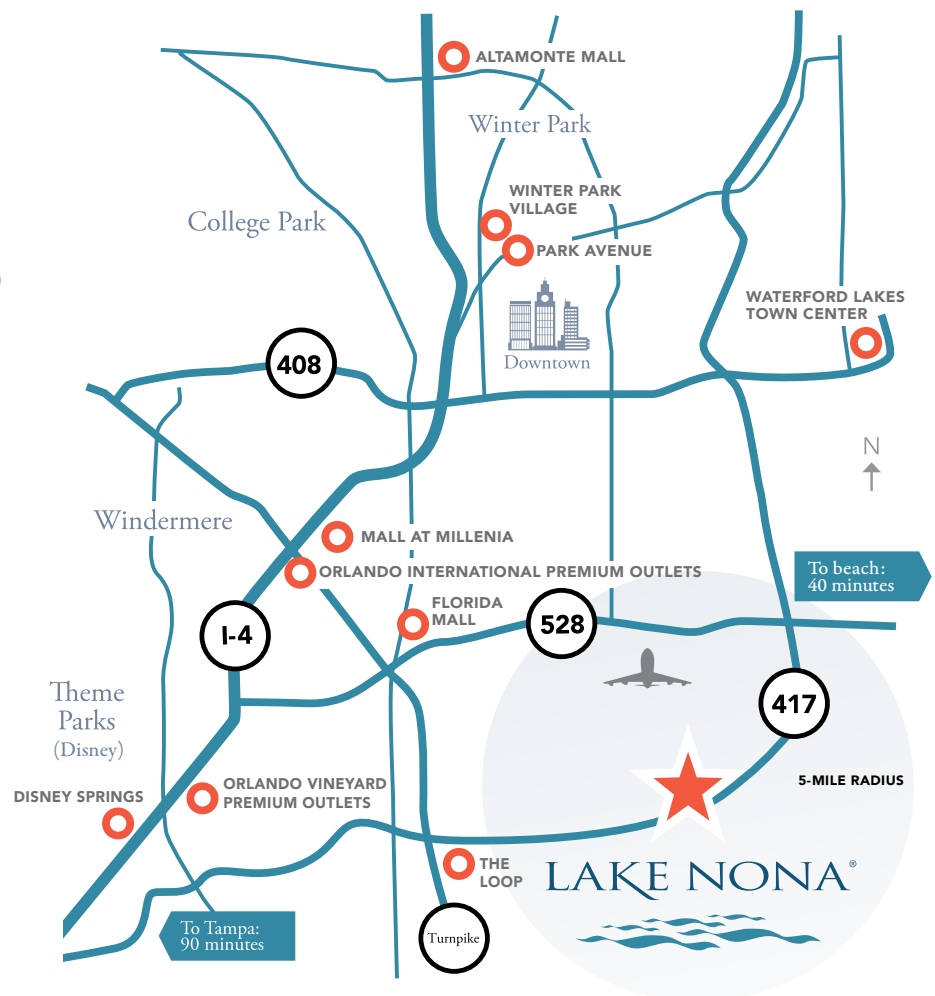 ALTAMONTE MALL
Winter Park
WINTER PARK
VILLAGE
College Park
PARK AVENUE
WATERFORD LAKES
TOWN CENTER
408
Downtown
N
Windermere
MALL AT MILLENIA
ORLANDO INTERNATIONAL PREMIUM OUTLETS
To beach:
40 minutes
FLORIDA
MALL
528
I-4
Theme
Parks
(Disney)
417
5-MILE RADIUS
DISNEY SPRINGS
ORLANDO VINEYARD
PREMIUM OUTLETS
THE
LOOP
LAKE NONA®
To Tampa:
90 minutes
Turnpike